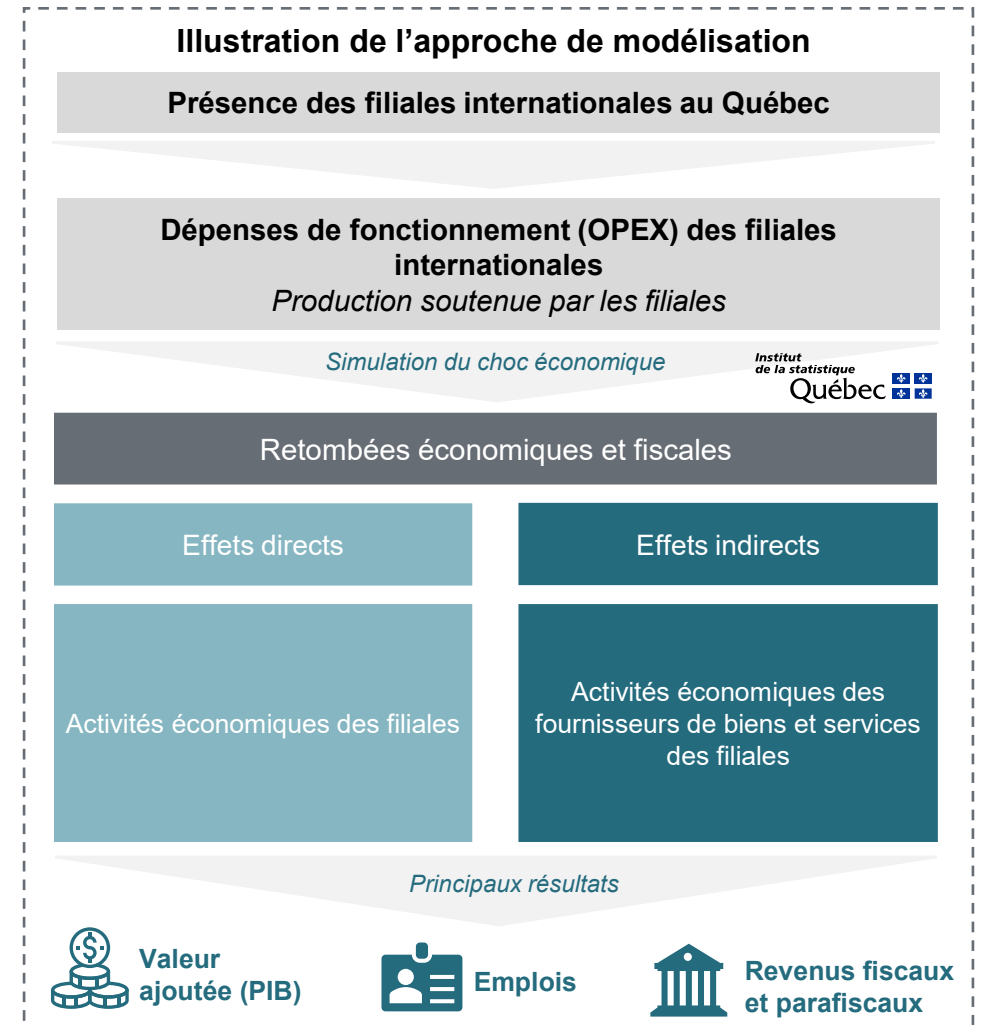 Illustration de l’approche de modélisation
Présence des filiales internationales au Québec
Dépenses de fonctionnement (OPEX) des filiales
internationales
Production soutenue par les filiales
Simulation du choc économique
Institut
de la statistique
Québec
Retombées économiques et fiscales
Effets directs
Effets indirects
Activités économiques des filiales
Activités économiques des
fournisseurs de biens et services
des filiales
Principaux résultats
$
Valeur
ajoutée (PIB)
Emplois
Revenus fiscaux
et parafiscaux